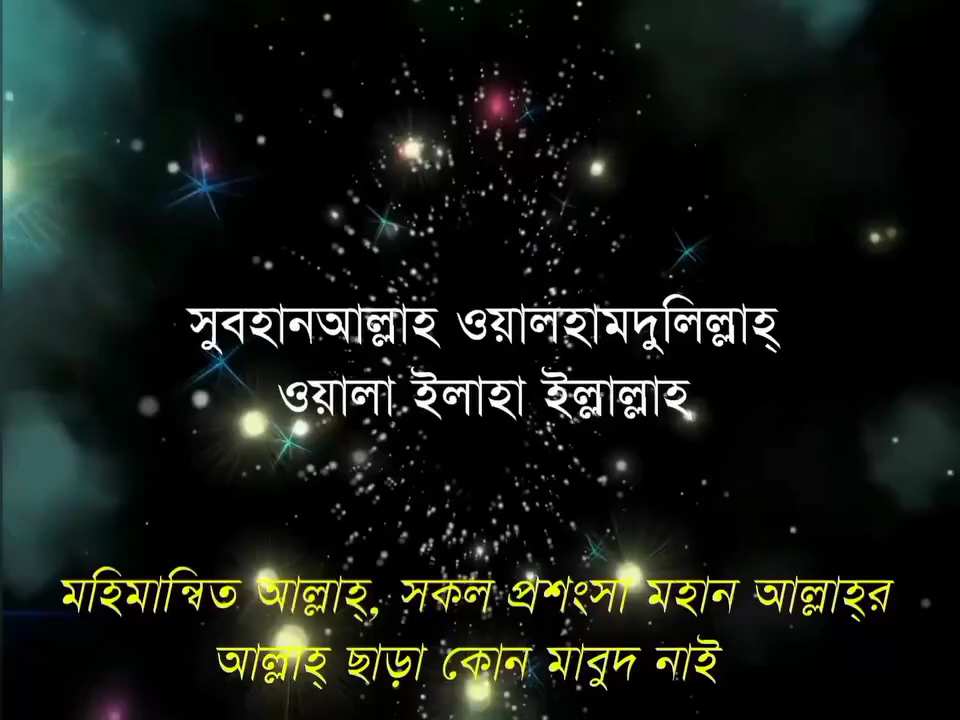 সুবহানআল্লাহ ওয়ালহামদুলিল্লাহ্
ওয়ালা ইলাহা ইল্লাল্লাহ
মহিমান্বিত আল্লাহ্, সকল প্রশংসা মহান আল্লাহ্‌র
আল্লাহ্ ছাড়া কোন মাবুদ নাই